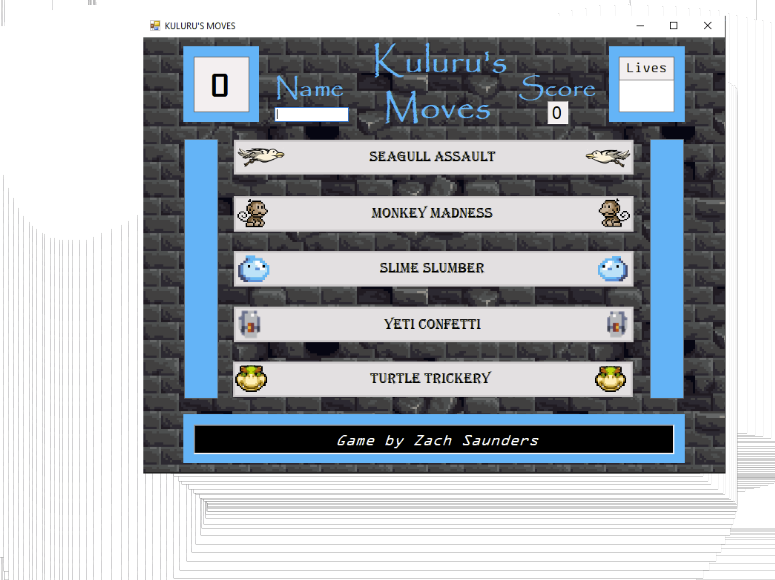 KULURU'S MOVES
0
Name
Kuluru's
Moves
Score
0
Lives
SEAGULL ASSAULT
MONKEY MADNESS
SLIME SLUMBER
YETI CONFETTI
TURTLE TRICKERY
Game by Zach Saunders